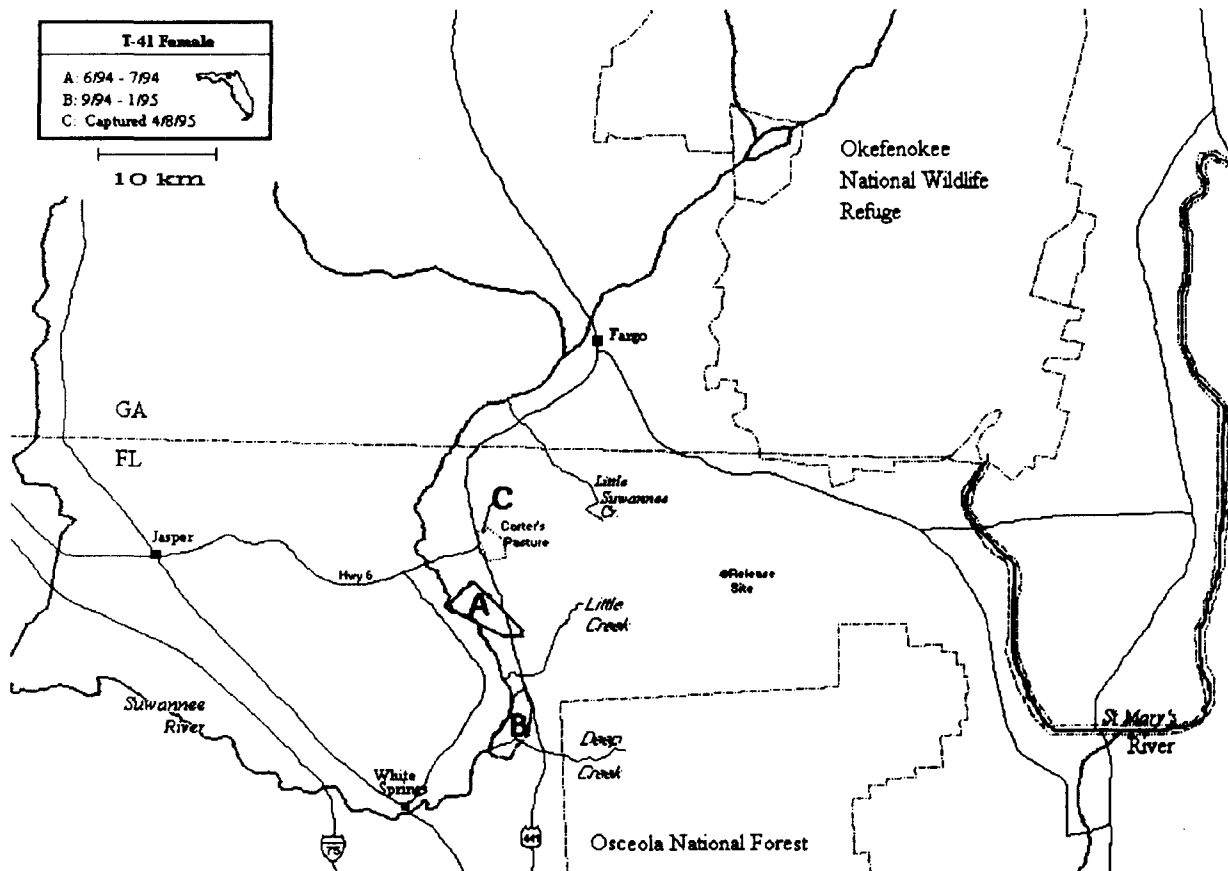 T-41 Female
A: 6/94 - 7/94
B: 9/94 - 1/95
C: Captured 4/8/95
10 km
Okefenokee
National Wildlife
Refuge
Fargo
GA
FL
Little
Suwannee
Cr.
C
Carter's
Pasture
Jasper
Hwy 6
Release
Site
A
Little
Creek
Suwannee
River
B
Deep
Creek
St Mary's
River
White
Springs
75
441
Osceola National Forest